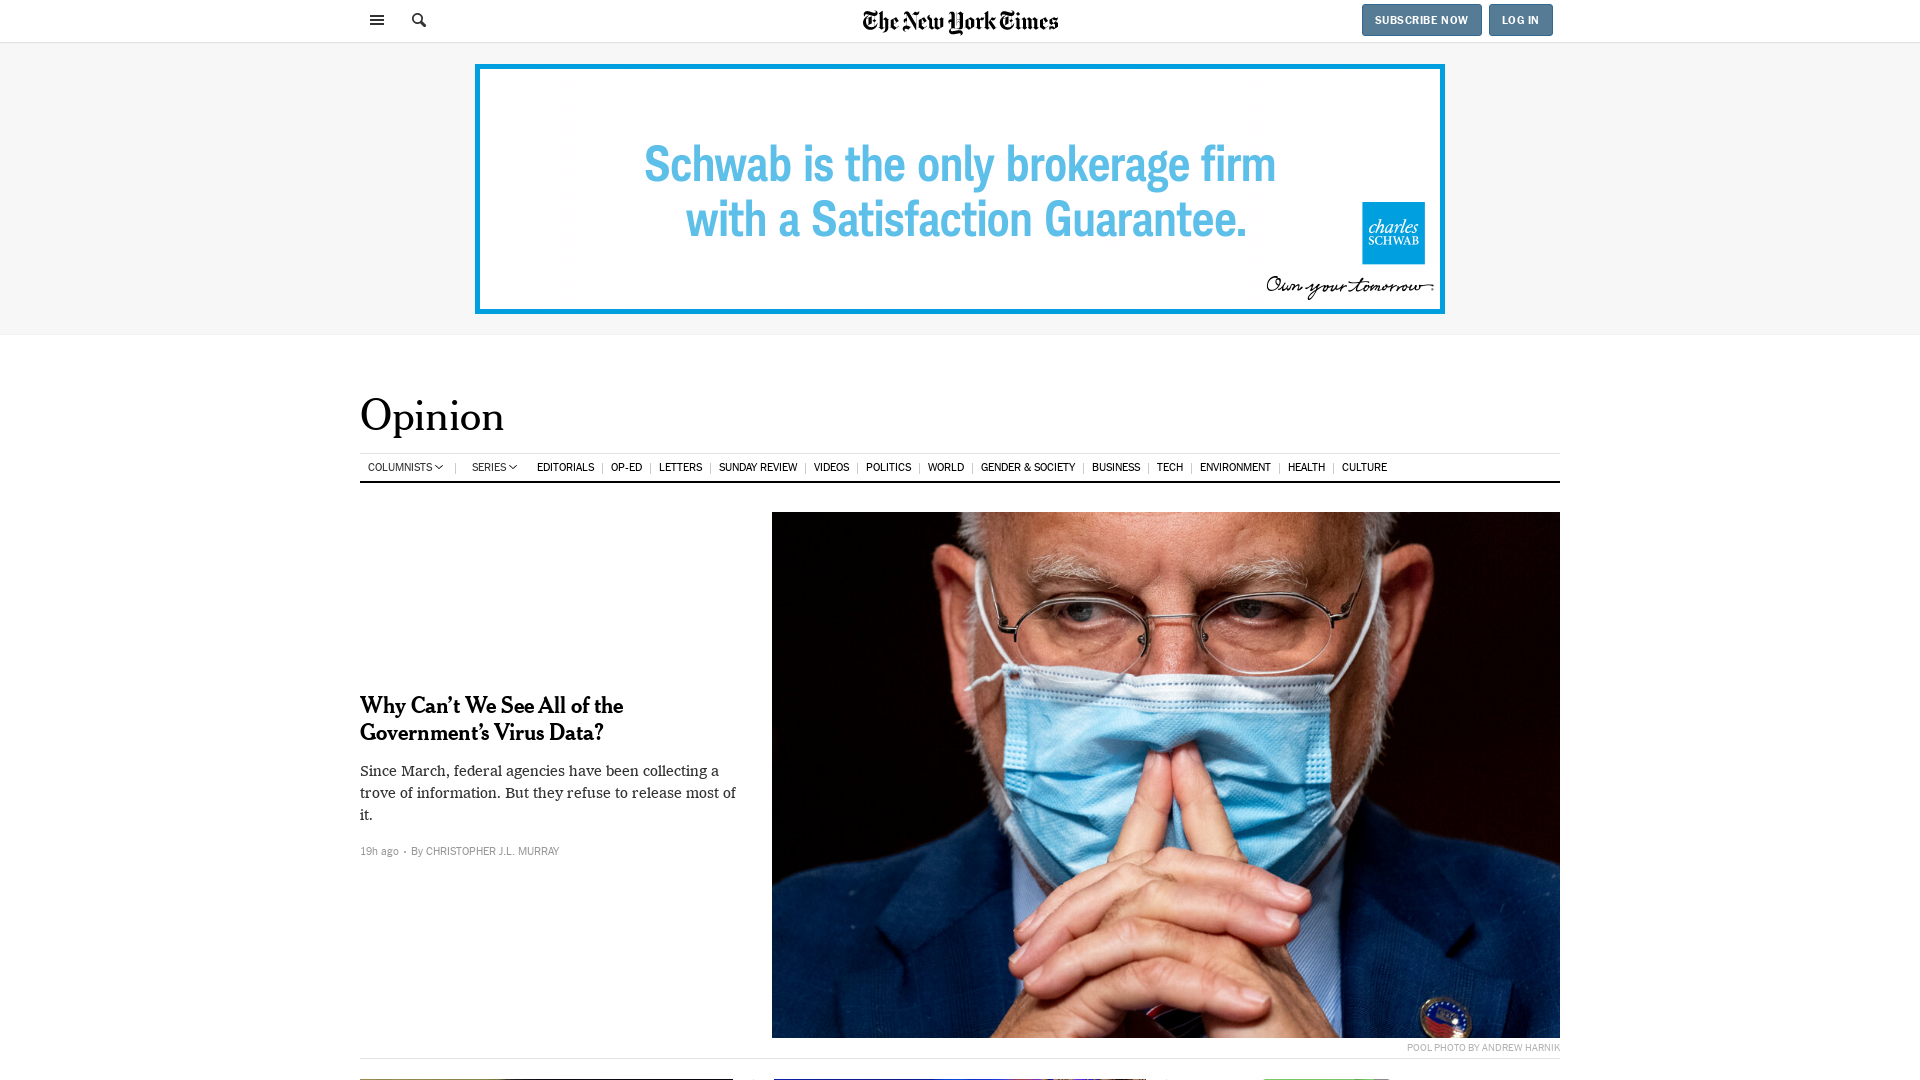 The New York Times
SUBSCRIBE NOW
LOG IN
Schwab is the only brokerage firm
with a Satisfaction Guarantee.
charles
SCHWAB
Own your tomorrow.
Opinion
COLUMNISTS
SERIES
EDITORIALS
OP-ED
LETTERS
SUNDAY REVIEW
VIDEOS
POLITICS
WORLD
GENDER & SOCIETY
BUSINESS
TECH
ENVIRONMENT
HEALTH
CULTURE
Why Can’t We See All of the
Government’s Virus Data?
Since March, federal agencies have been collecting a
trove of information. But they refuse to release most of
it.
19h ago • By CHRISTOPHER J.L. MURRAY
POOL PHOTO BY ANDREW HARNIK